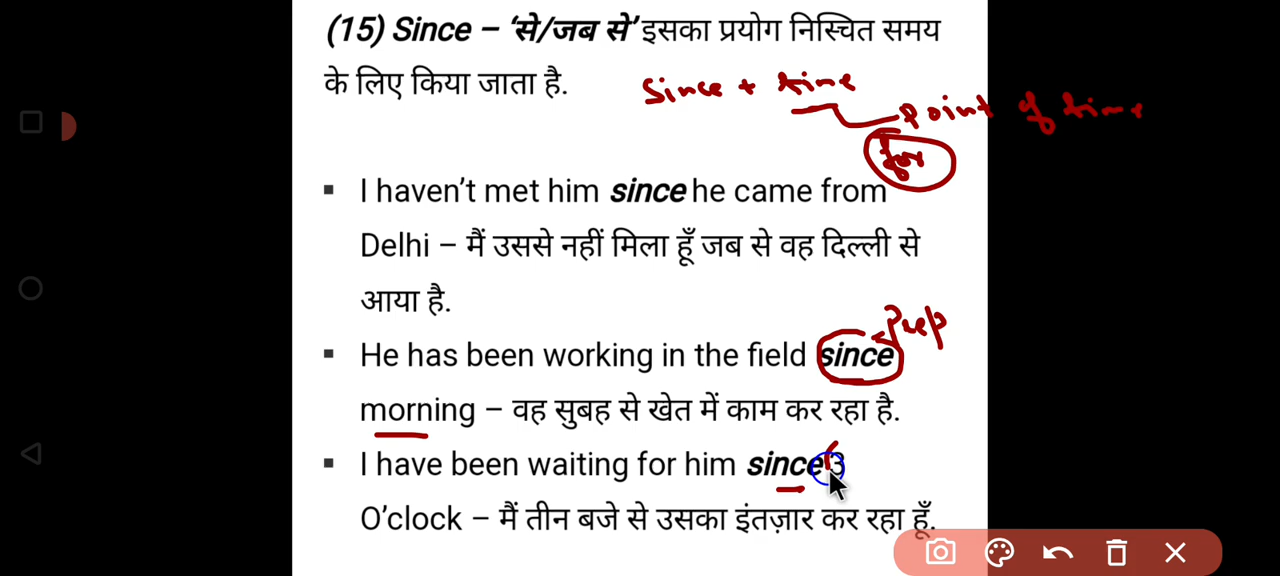 (15) Since – ‘से/जब से’ इसका प्रयोग निस्चित समय
के लिए किया जाता है.
Since + time
point of time
for
▪ I haven’t met him since he came from
Delhi – मैं उससे नहीं मिला हूँ जब से वह दिल्ली से
आया है.
Prep
▪ He has been working in the field since
morning – वह सुबह से खेत में काम कर रहा है.
▪ I have been waiting for him since 3
O’clock – मैं तीन बजे से उसका इंतज़ार कर रहा हूँ.